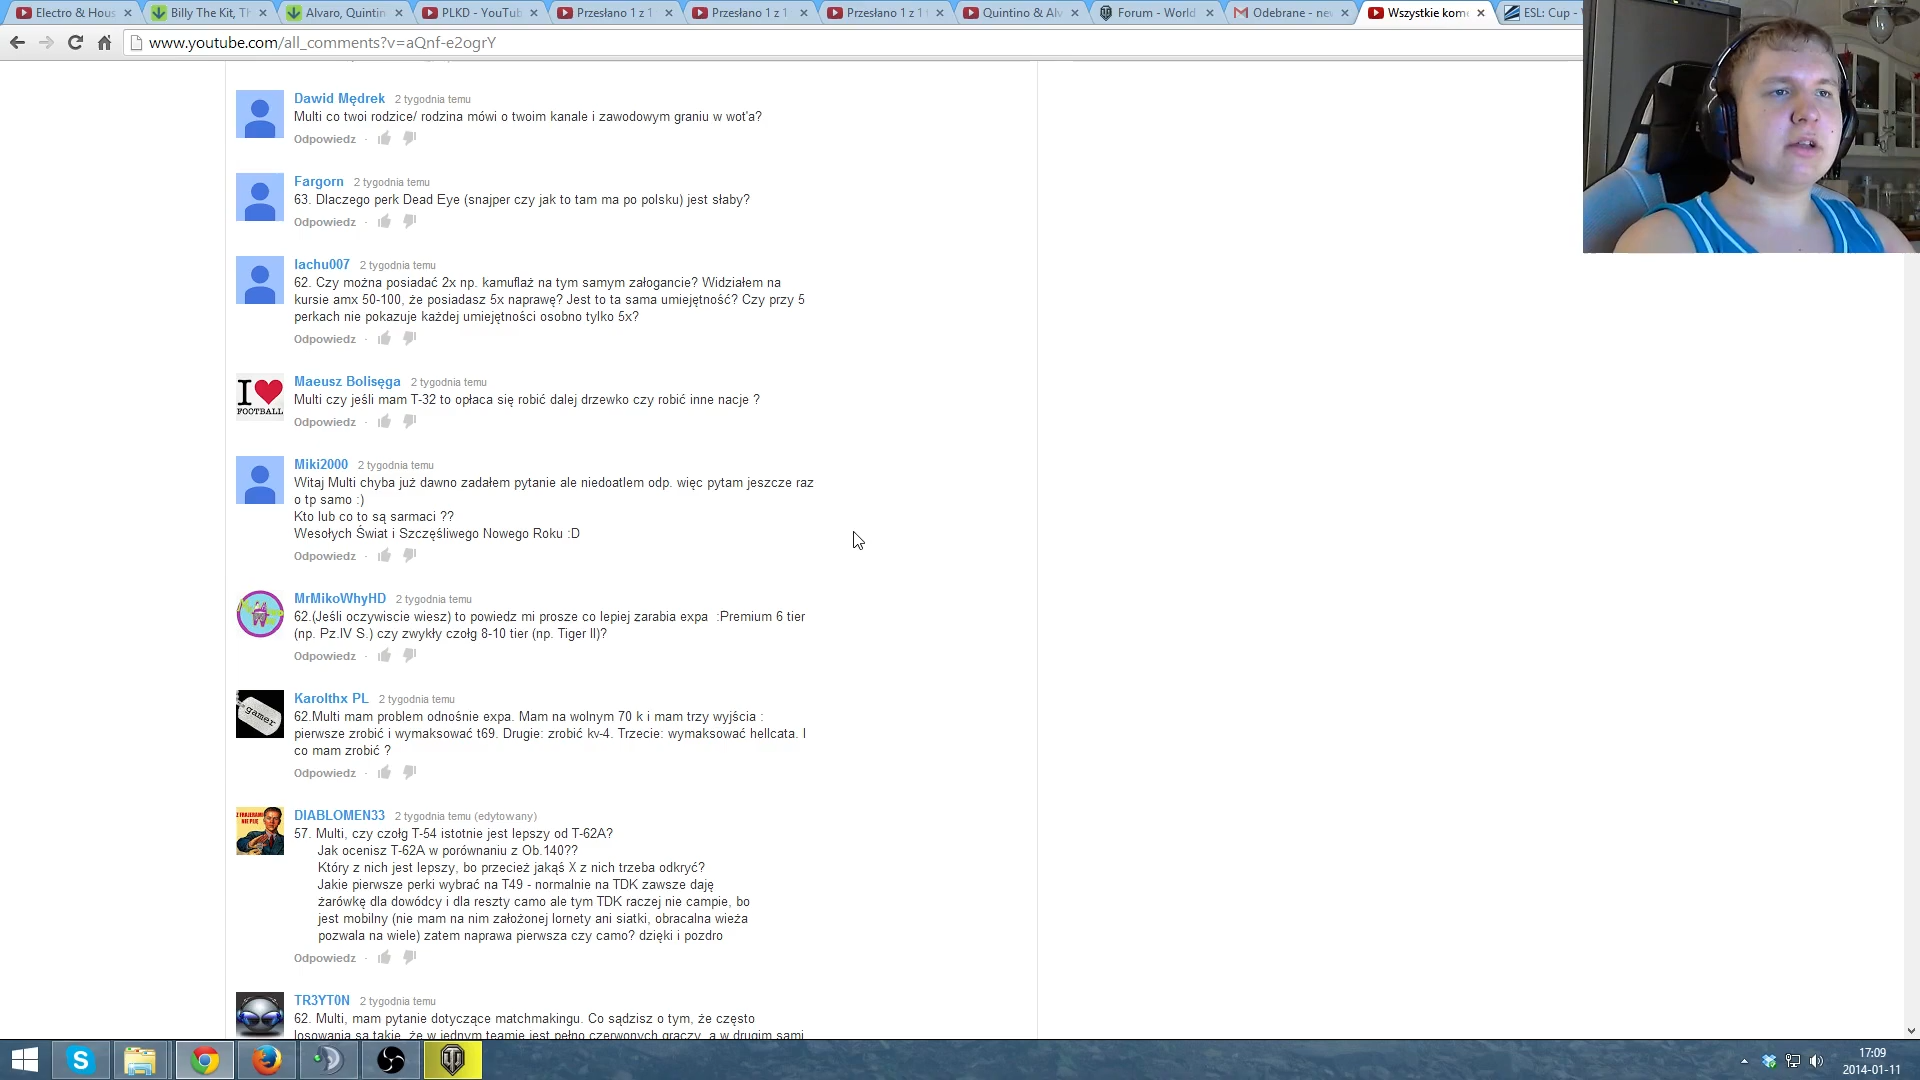 Electro & Hous
Billy The Kit, Th
Alvaro, Quintin
PLKD - YouTub
Przesłano 1 z 1
Przesłano 1 z 1
Przesłano 1 z 1
Quintino & Alv
Forum - World
Odebrane - ne
Wszystkie kom
ESL: Cup -
www.youtube.com/all_comments?v=aQnf-e2ogrY
Dawid Mędrek 2 tygodnia temu
Multi co twoi rodzice/ rodzina mówi o twoim kanale i zawodowym graniu w wot'a?
Odpowiedz ·
Fargorn 2 tygodnia temu
63. Dlaczego perk Dead Eye (snajper czy jak to tam ma po polsku) jest słaby?
Odpowiedz ·
lachu007 2 tygodnia temu
62. Czy można posiadać 2x np. kamuflaż na tym samym załogancie? Widziałem na
kursie amx 50-100, że posiadasz 5x naprawę? Jest to ta sama umiejętność? Czy przy 5
perkach nie pokazuje każdej umiejętności osobno tylko 5x?
Odpowiedz ·
I
FOOTBALL
Maeusz Bolisęga 2 tygodnia temu
Multi czy jeśli mam T-32 to opłaca się robić dalej drzewko czy robić inne nacje ?
Odpowiedz ·
Miki2000 2 tygodnia temu
Witaj Multi chyba już dawno zadałem pytanie ale niedoatlem odp. więc pytam jeszcze raz
o tp samo :)
Kto lub co to są sarmaci ??
Wesołych Świat i Szczęśliwego Nowego Roku :D
Odpowiedz ·
MrMikoWhyHD 2 tygodnia temu
62.(Jeśli oczywiscie wiesz) to powiedz mi prosze co lepiej zarabia expa :Premium 6 tier
(np. Pz.IV S.) czy zwykły czołg 8-10 tier (np. Tiger II)?
Odpowiedz ·
gamer
Karolthx PL 2 tygodnia temu
62.Multi mam problem odnośnie expa. Mam na wolnym 70 k i mam trzy wyjścia :
pierwsze zrobić i wymaksować t69. Drugie: zrobić kv-4. Trzecie: wymaksować hellcata. I
co mam zrobić ?
Odpowiedz ·
Z FRAJERAMI
NIE PIJĘ
DIABLOMEN33 2 tygodnia temu (edytowany)
57. Multi, czy czołg T-54 istotnie jest lepszy od T-62A?
Jak ocenisz T-62A w porównaniu z Ob.140??
Który z nich jest lepszy, bo przecież jakąś X z nich trzeba odkryć?
Jakie pierwsze perki wybrać na T49 - normalnie na TDK zawsze daję
żarówkę dla dowódcy i dla reszty camo ale tym TDK raczej nie campie, bo
jest mobilny (nie mam na nim założonej lornety ani siatki, obracalna wieża
pozwala na wiele) zatem naprawa pierwsza czy camo? dzięki i pozdro
Odpowiedz ·
TR3YT0N 2 tygodnia temu
62. Multi, mam pytanie dotyczące matchmakingu. Co sądzisz o tym, że często
losowania są takie, że w jednym teamie jest pełno czerwonych graczy, a w drugim sami
17:09
2014-01-11